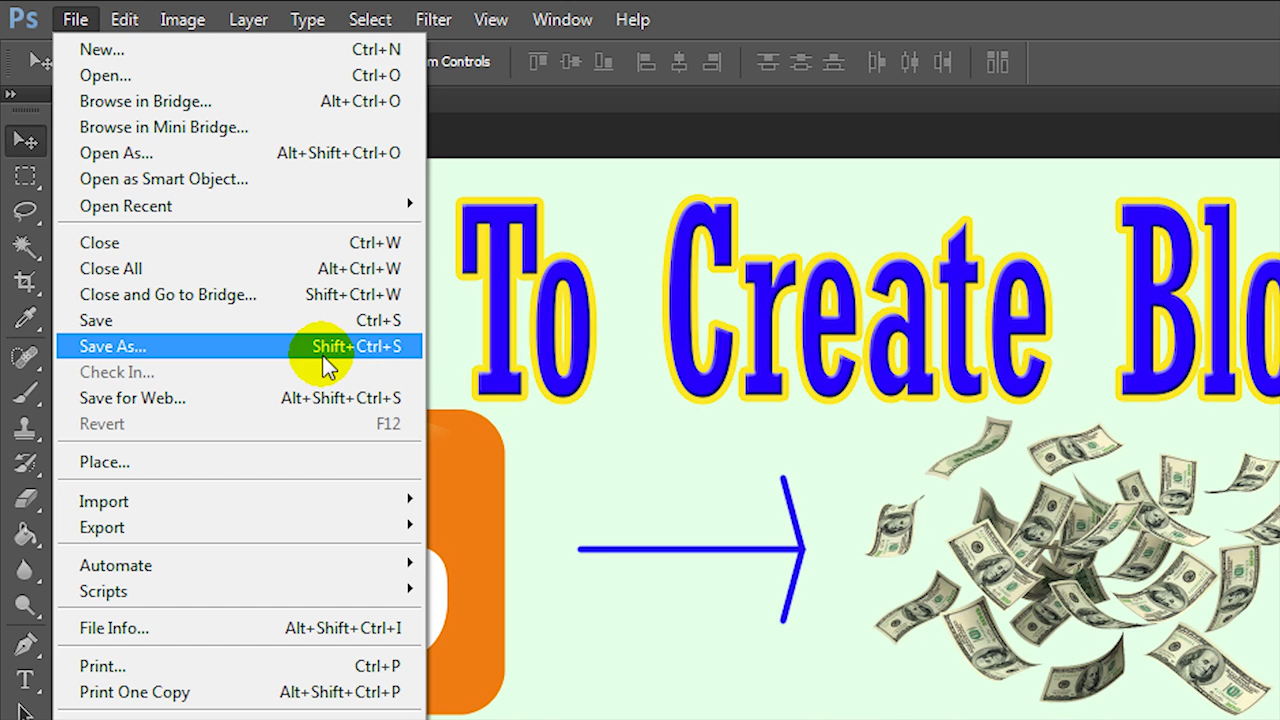 Ps File Edit Image Layer Type Select Filter View Window Help
m Controls
New... Ctrl+N
Open... Ctrl+O
Browse in Bridge... Alt+Ctrl+O
Browse in Mini Bridge...
Open As... Alt+Shift+Ctrl+O
Open as Smart Object...
Open Recent
Close Ctrl+W
Close All Alt+Ctrl+W
Close and Go to Bridge... Shift+Ctrl+W
Save Ctrl+S
Save As... Shift+Ctrl+S
Check In...
Save for Web... Alt+Shift+Ctrl+S
Revert F12
Place...
Import
Export
Automate
Scripts
File Info... Alt+Shift+Ctrl+I
Print... Ctrl+P
Print One Copy Alt+Shift+Ctrl+P
To Create Blo